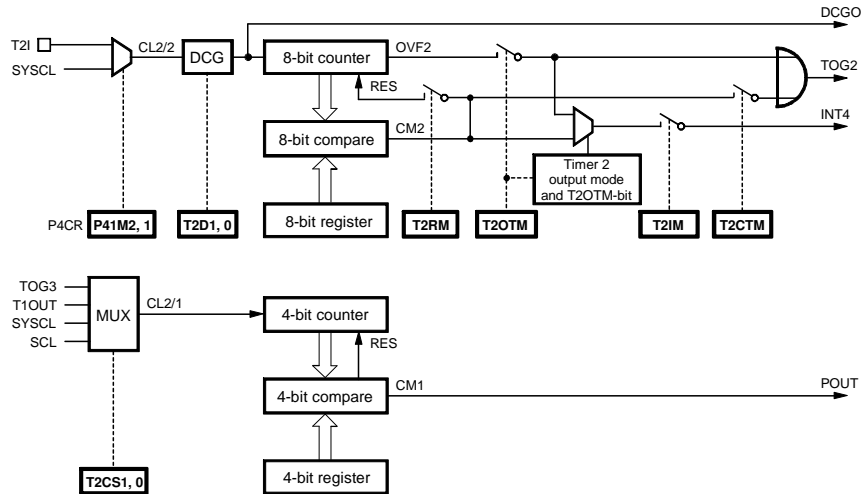 DCGO
T2I
CL2/2
DCG
8-bit counter
OVF2
TOG2
SYSCL
RES
INT4
8-bit compare
CM2
Timer 2
output mode
and T2OTM-bit
P4CR
P41M2, 1
T2D1, 0
8-bit register
T2RM
T2OTM
T2IM
T2CTM
TOG3
T1OUT
SYSCL
SCL
MUX
CL2/1
4-bit counter
RES
4-bit compare
CM1
POUT
T2CS1, 0
4-bit register